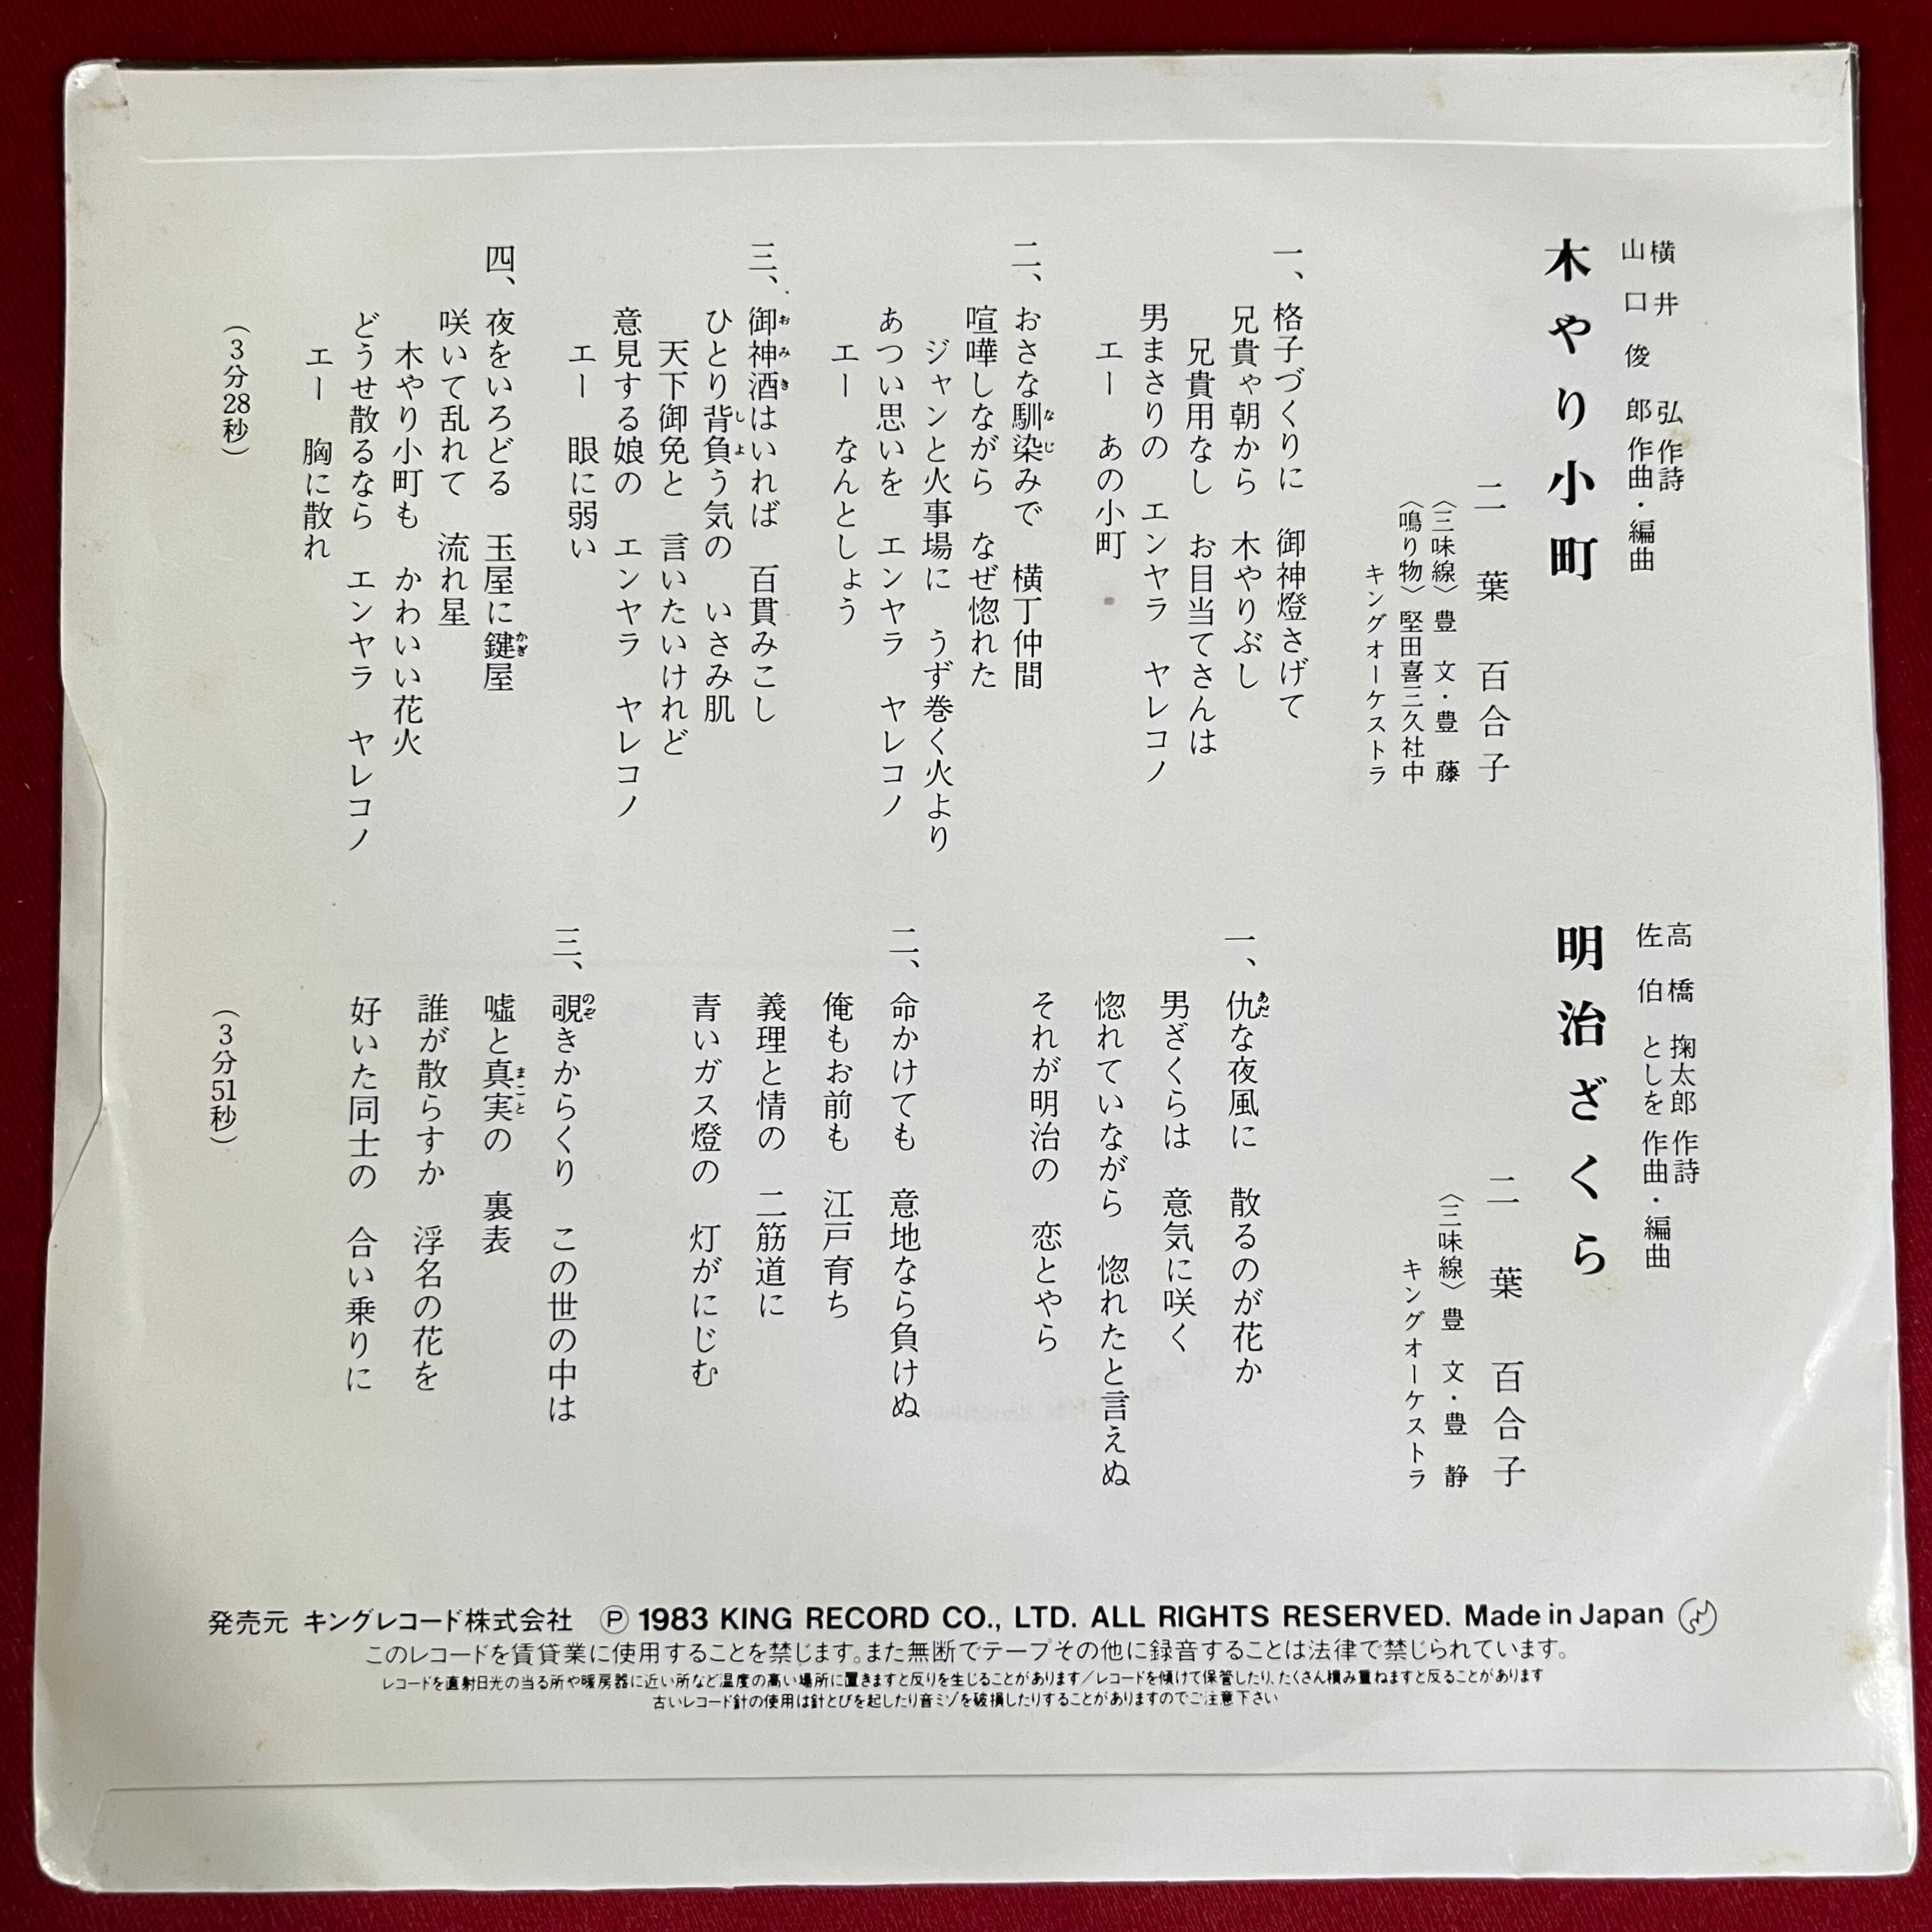 横井 弘 作詩
山口俊郎 作曲・編曲
木やり小町
二葉 百合子
〈三味線〉豊 文・豊 藤
〈鳴り物〉堅田喜三久社中
キングオーケストラ
一、格子づくりに 御神燈さげて
兄貴ゃ朝から 木やりぶし
兄貴用なし お目当てさんは
男まさりの エンヤラ ヤレコノ
エー あの小町
二、おさな馴染みで 横丁仲間
なじ
喧嘩しながら なぜ惚れた
ジャンと火事場に うず巻く火より
あつい思いを エンヤラ ヤレコノ
エー なんとしょう
三、御神酒はいれば 百貫みこし
おみき
ひとり背負う気の いさみ肌
しよ
天下御免と 言いたいけれど
意見する娘の エンヤラ ヤレコノ
エー 眼に弱い
四、夜をいろどる 玉屋に鍵屋
かぎ
咲いて乱れて 流れ星
木やり小町も かわいい花火
どうせ散るなら エンヤラ ヤレコノ
エー 胸に散れ
（3分28秒）
高橋 掬太郎 作詩
佐伯 としを 作曲・編曲
明治ざくら
二葉 百合子
〈三味線〉豊 文・豊 静
キングオーケストラ
一、仇な夜風に 散るのが花か
あだ
男ざくらは 意気に咲く
惚れていながら 惚れたと言えぬ
それが明治の 恋とやら
二、命かけても 意地なら負けぬ
俺もお前も 江戸育ち
義理と情の 二筋道に
青いガス燈の 灯がにじむ
三、覗きからくり この世の中は
のぞ
嘘と真実の 裏表
まこと
誰が散らすか 浮名の花を
好いた同士の 合い乗りに
（3分51秒）
発売元 キングレコード株式会社 Ⓟ 1983 KING RECORD CO., LTD. ALL RIGHTS RESERVED. Made in Japan
このレコードを賃貸業に使用することを禁じます。また無断でテープその他に録音することは法律で禁じられています。
レコードを直射日光の当る所や暖房器に近い所など温度の高い場所に置きますと反りを生じることがあります／レコードを傾けて保管したり、たくさん積み重ねますと反ることがあります
古いレコード針の使用は針とびを起したり音ミゾを破損したりすることがありますのでご注意下さい